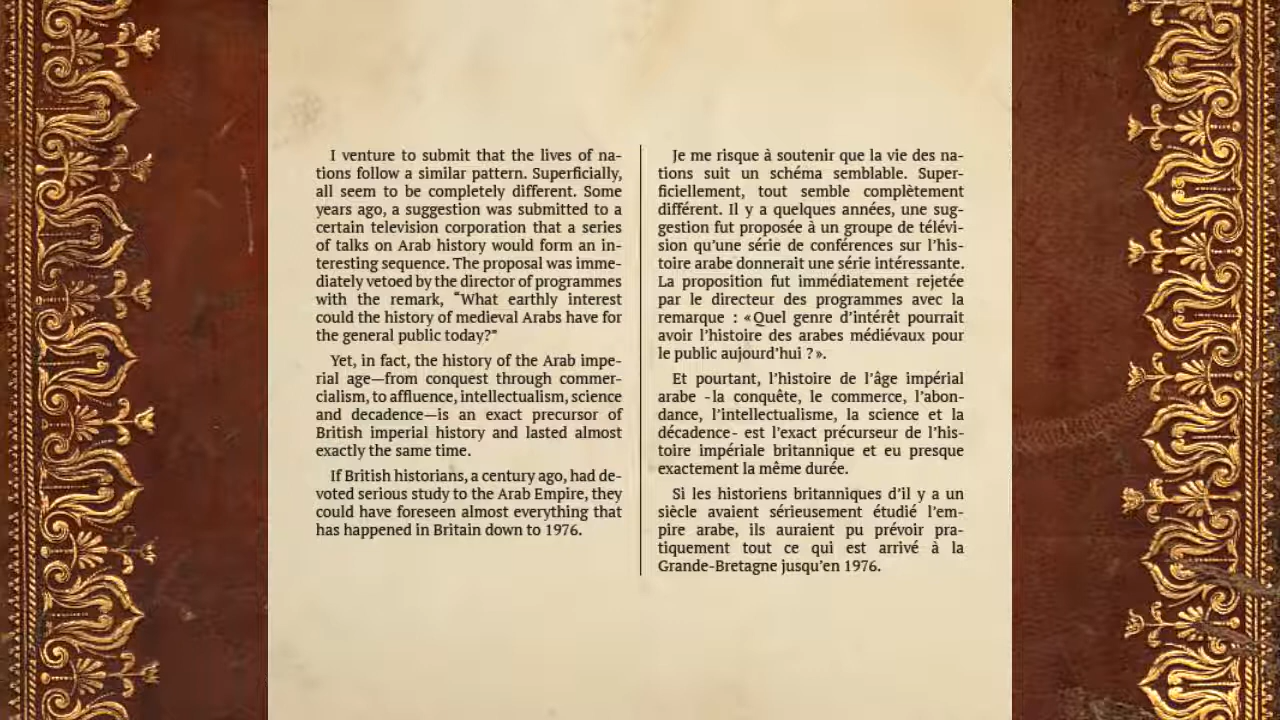 I venture to submit that the lives of na-
tions follow a similar pattern. Superficially,
all seem to be completely different. Some
years ago, a suggestion was submitted to a
certain television corporation that a series
of talks on Arab history would form an in-
teresting sequence. The proposal was imme-
diately vetoed by the director of programmes
with the remark, “What earthly interest
could the history of medieval Arabs have for
the general public today?”
Yet, in fact, the history of the Arab impe-
rial age—from conquest through commer-
cialism, to affluence, intellectualism, science
and decadence—is an exact precursor of
British imperial history and lasted almost
exactly the same time.
If British historians, a century ago, had de-
voted serious study to the Arab Empire, they
could have foreseen almost everything that
has happened in Britain down to 1976.
Je me risque à soutenir que la vie des na-
tions suit un schéma semblable. Super-
ficiellement, tout semble complètement
différent. Il y a quelques années, une sug-
gestion fut proposée à un groupe de télévi-
sion qu’une série de conférences sur l’his-
toire arabe donnerait une série intéressante.
La proposition fut immédiatement rejetée
par le directeur des programmes avec la
remarque : «Quel genre d’intérêt pourrait
avoir l’histoire des arabes médiévaux pour
le public aujourd’hui ?».
Et pourtant, l’histoire de l’âge impérial
arabe -la conquête, le commerce, l’abon-
dance, l’intellectualisme, la science et la
décadence- est l’exact précurseur de l’his-
toire impériale britannique et eu presque
exactement la même durée.
Si les historiens britanniques d’il y a un
siècle avaient sérieusement étudié l’em-
pire arabe, ils auraient pu prévoir pra-
tiquement tout ce qui est arrivé à la
Grande-Bretagne jusqu’en 1976.